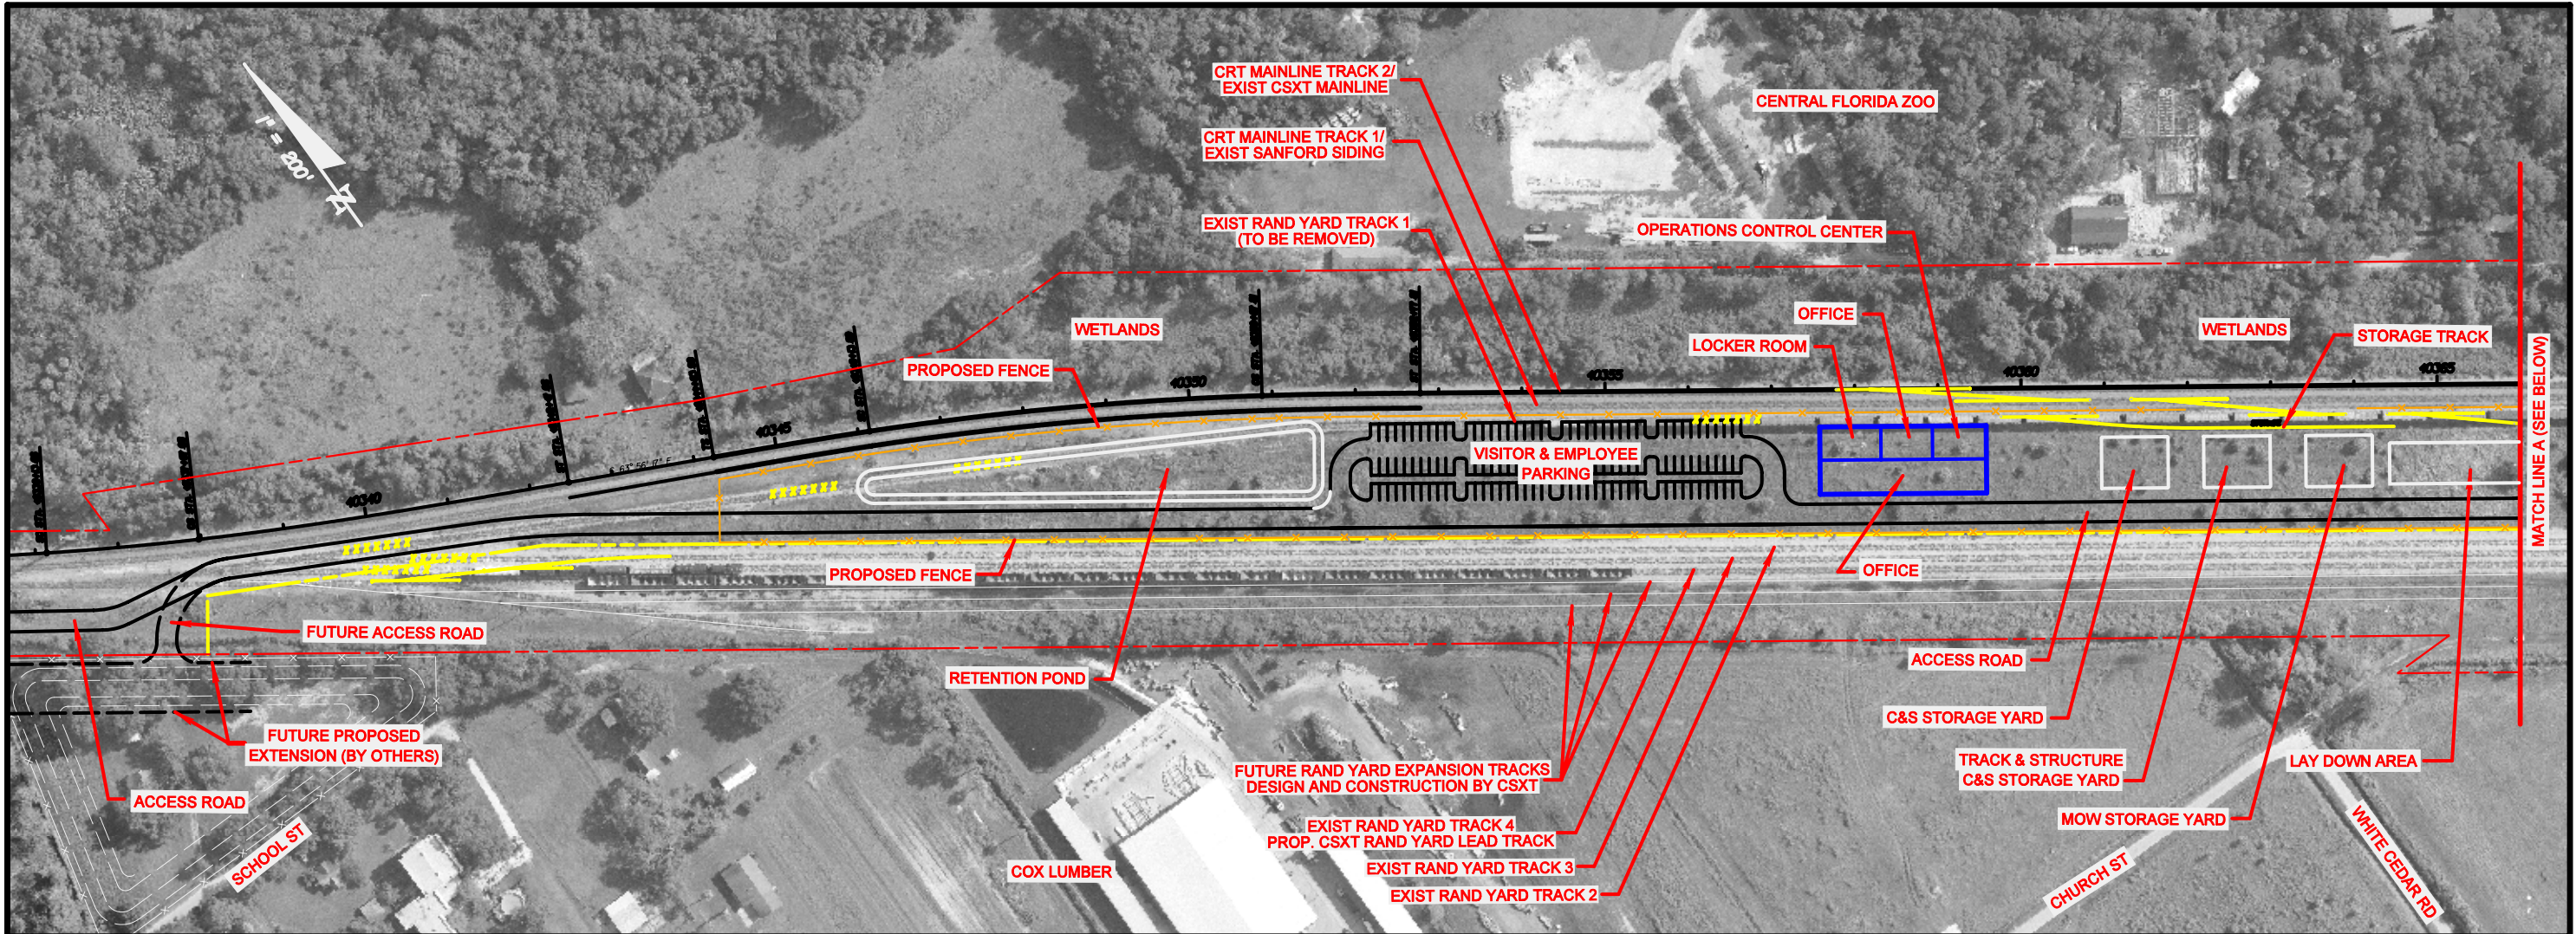 CRT MAINLINE TRACK 2/
EXIST CSXT MAINLINE
CENTRAL FLORIDA ZOO
1" = 200'
N
CRT MAINLINE TRACK 1/
EXIST SANFORD SIDING
EXIST RAND YARD TRACK 1
(TO BE REMOVED)
OPERATIONS CONTROL CENTER
OFFICE
WETLANDS
WETLANDS
STORAGE TRACK
LOCKER ROOM
PROPOSED FENCE
MATCH LINE A (SEE BELOW)
40340
40345
40350
40355
40360
40365
VISITOR & EMPLOYEE
PARKING
PROPOSED FENCE
OFFICE
FUTURE ACCESS ROAD
ACCESS ROAD
RETENTION POND
C&S STORAGE YARD
FUTURE PROPOSED
EXTENSION (BY OTHERS)
TRACK & STRUCTURE
C&S STORAGE YARD
LAY DOWN AREA
FUTURE RAND YARD EXPANSION TRACKS
DESIGN AND CONSTRUCTION BY CSXT
ACCESS ROAD
MOW STORAGE YARD
EXIST RAND YARD TRACK 4
PROP. CSXT RAND YARD LEAD TRACK
SCHOOL ST
COX LUMBER
EXIST RAND YARD TRACK 3
EXIST RAND YARD TRACK 2
CHURCH ST
WHITE CEDAR RD